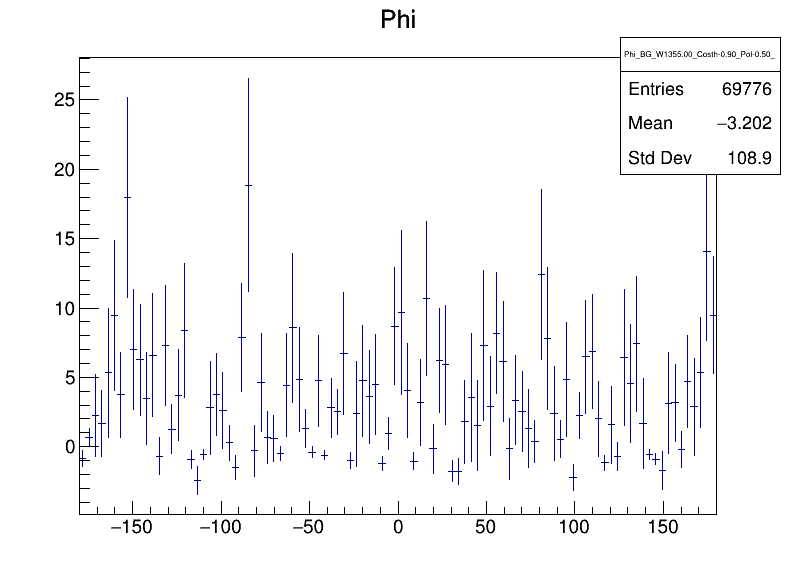 Phi
Phi_BG_W1355.00_Costh-0.90_Pol-0.50_
Entries 69776
Mean −3.202
Std Dev 108.9
25
20
15
10
5
0
−150 −100 −50 0 50 100 150